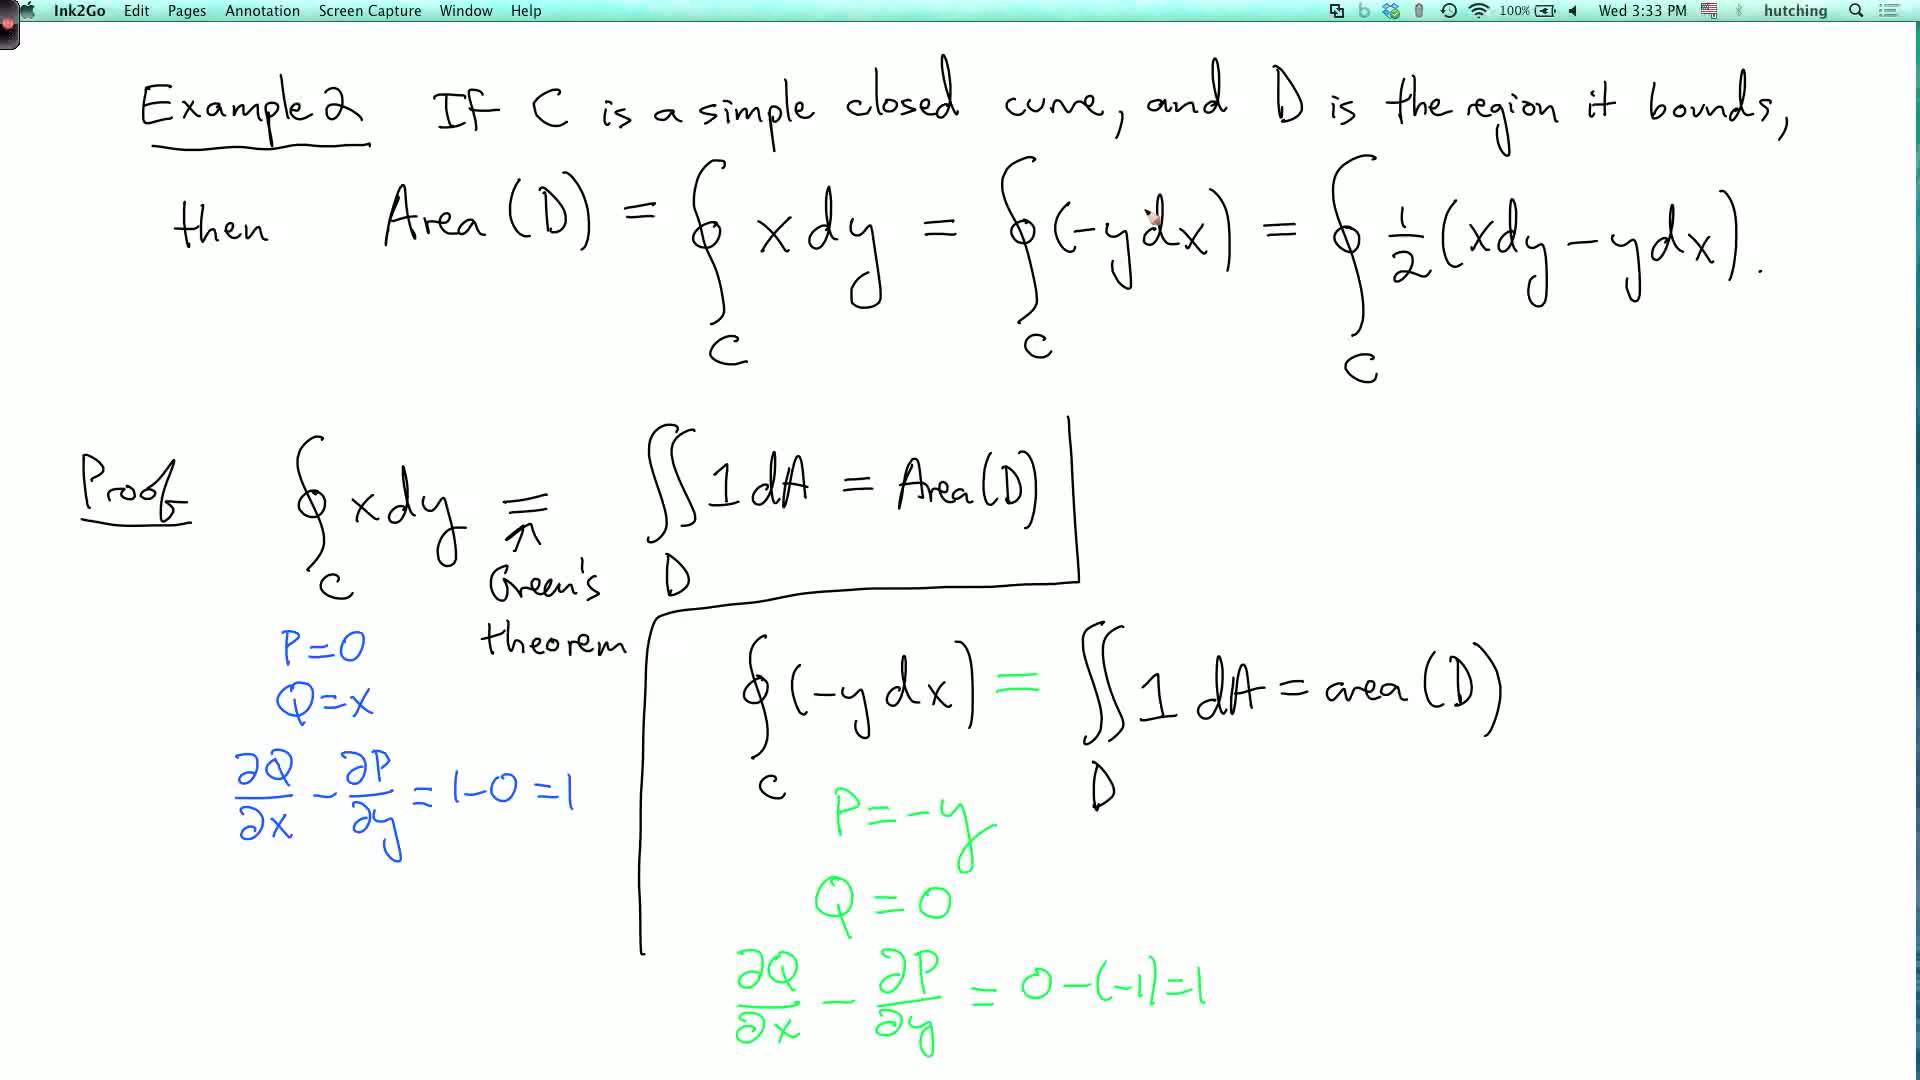 Ink2Go Edit Pages Annotation Screen Capture Window Help 100% Wed 3:33 PM hutching
Example 2 If C is a simple closed curve, and D is the region it bounds,
then Area (D) = ∮_C x dy = ∮_C (-y dx) = ∮_C 1/2 (x dy - y dx).
Proof ∮_C x dy = ∬_D 1 dA = Area (D)
↑
Green's
theorem
P = 0
Q = x
∂Q/∂x - ∂P/∂y = 1 - 0 = 1
∮_C (-y dx) = ∬_D 1 dA = area (D)
P = -y
Q = 0
∂Q/∂x - ∂P/∂y = 0 - (-1) = 1